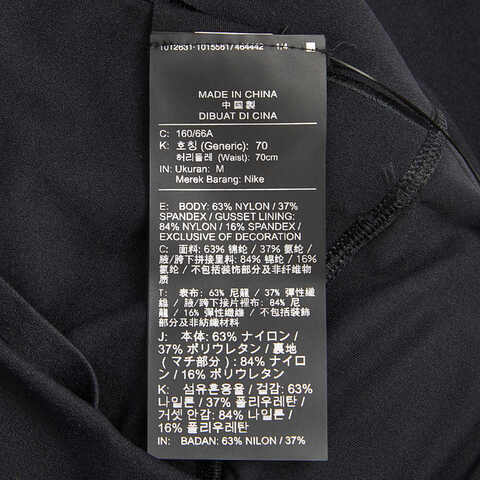 1012631-1015561/464442 1/4
MADE IN CHINA
中国製
DIBUAT DI CINA
C: 160/66A
K: 호칭 (Generic): 70
허리둘레 (Waist): 70cm
IN: Ukuran: M
Merek Barang: Nike
E: BODY: 63% NYLON / 37%
SPANDEX / GUSSET LINING:
84% NYLON / 16% SPANDEX /
EXCLUSIVE OF DECORATION
C: 面料: 63% 锦纶 / 37% 氨纶 /
腋/胯下拼接里料: 84% 锦纶 / 16%
氨纶 / 不包括装饰部分及非纤维物
质
T: 表布: 63% 尼龍 / 37% 彈性纖
維 / 腋/胯下接片裡布: 84% 尼
龍 / 16% 彈性纖維 / 不包括裝飾
部分及非紡織材料
J: 本体: 63% ナイロン /
37% ポリウレタン / 裏地
(マチ部分): 84% ナイロ
ン / 16% ポリウレタン
K: 섬유혼용율 / 겉감: 63%
나일론 / 37% 폴리우레탄 /
거셋 안감: 84% 나일론 /
16% 폴리우레탄
IN: BADAN: 63% NILON / 37%